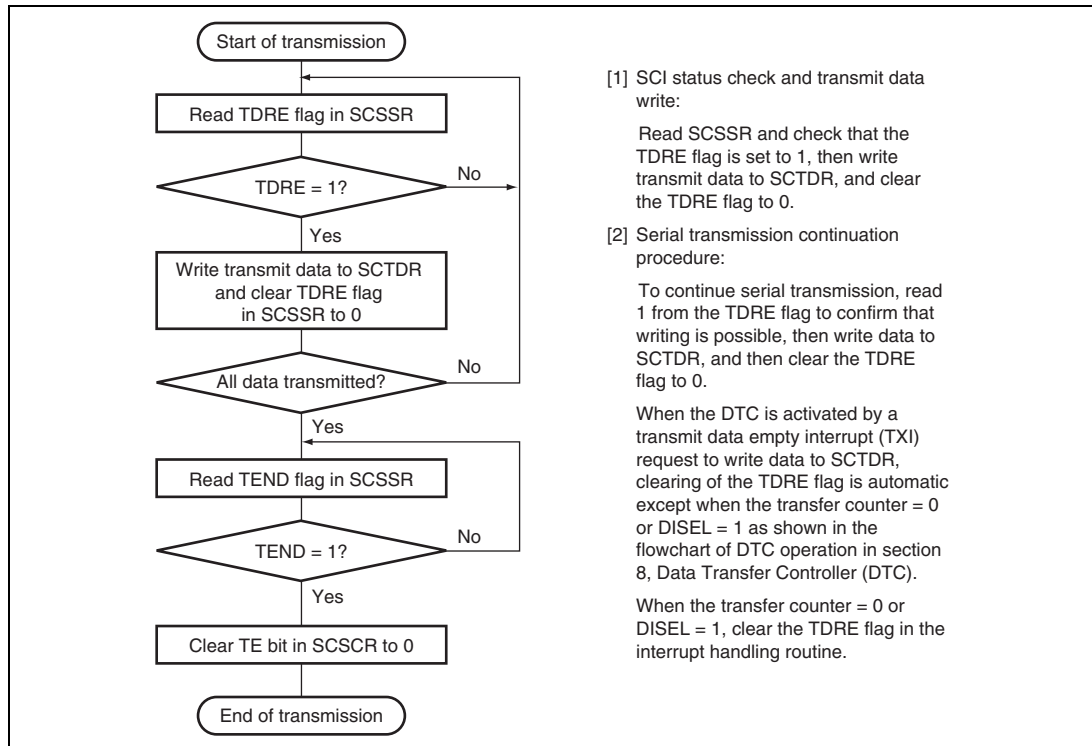 Start of transmission
Read TDRE flag in SCSSR
TDRE = 1?
No
Yes
Write transmit data to SCTDR
and clear TDRE flag
in SCSSR to 0
All data transmitted?
No
Yes
Read TEND flag in SCSSR
TEND = 1?
No
Yes
Clear TE bit in SCSCR to 0
End of transmission
[1] SCI status check and transmit data
write:
Read SCSSR and check that the
TDRE flag is set to 1, then write
transmit data to SCTDR, and clear
the TDRE flag to 0.
[2] Serial transmission continuation
procedure:
To continue serial transmission, read
1 from the TDRE flag to confirm that
writing is possible, then write data to
SCTDR, and then clear the TDRE
flag to 0.
When the DTC is activated by a
transmit data empty interrupt (TXI)
request to write data to SCTDR,
clearing of the TDRE flag is automatic
except when the transfer counter = 0
or DISEL = 1 as shown in the
flowchart of DTC operation in section
8, Data Transfer Controller (DTC).
When the transfer counter = 0 or
DISEL = 1, clear the TDRE flag in the
interrupt handling routine.